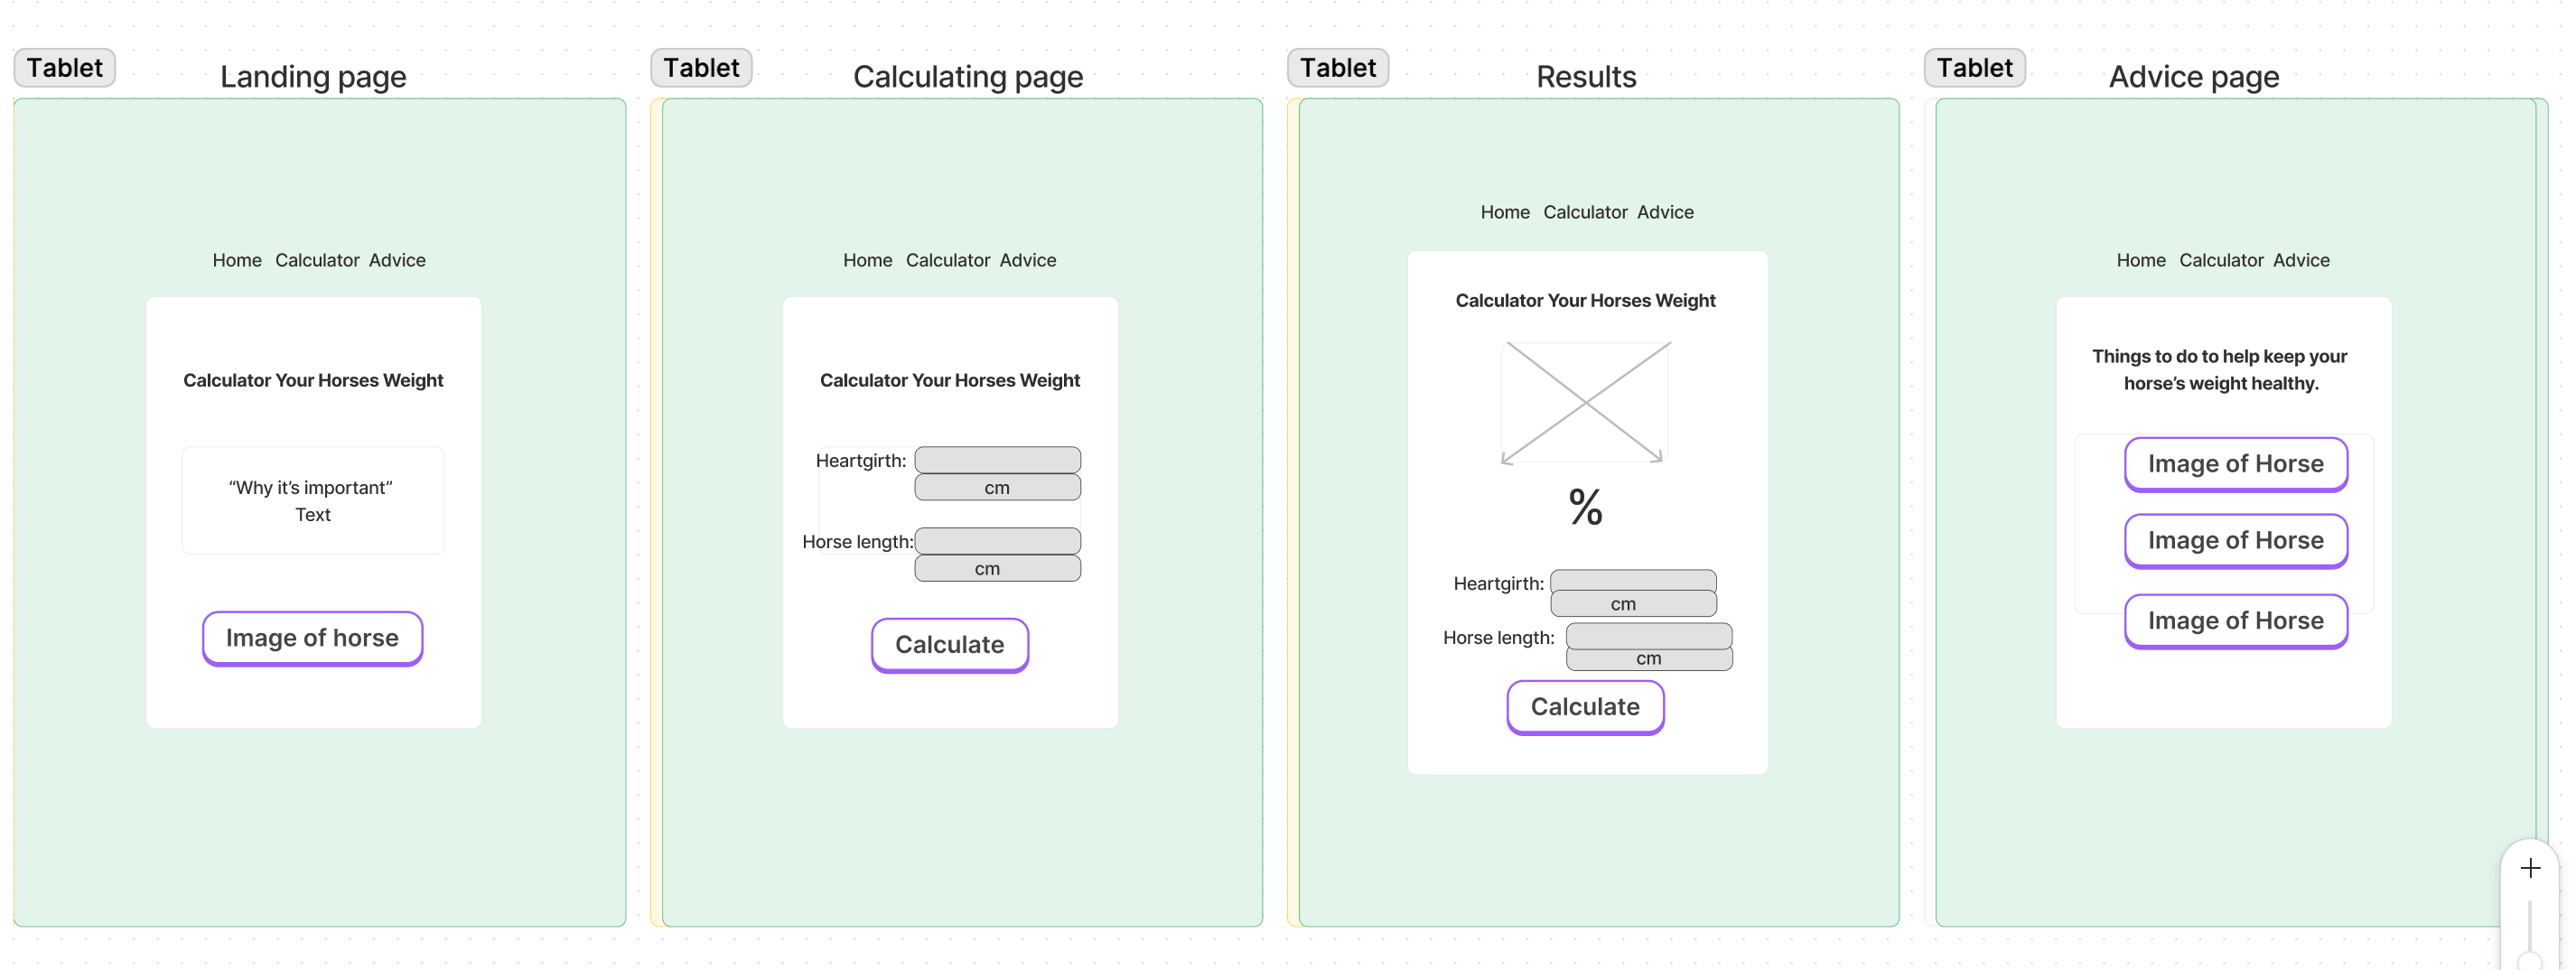 Tablet
Landing page
Home Calculator Advice
Calculator Your Horses Weight
“Why it’s important”
Text
Image of horse
Tablet
Calculating page
Home Calculator Advice
Calculator Your Horses Weight
Heartgirth:
cm
Horse length:
cm
Calculate
Tablet
Results
Home Calculator Advice
Calculator Your Horses Weight
%
Heartgirth:
cm
Horse length:
cm
Calculate
Tablet
Advice page
Home Calculator Advice
Things to do to help keep your
horse’s weight healthy.
Image of Horse
Image of Horse
Image of Horse